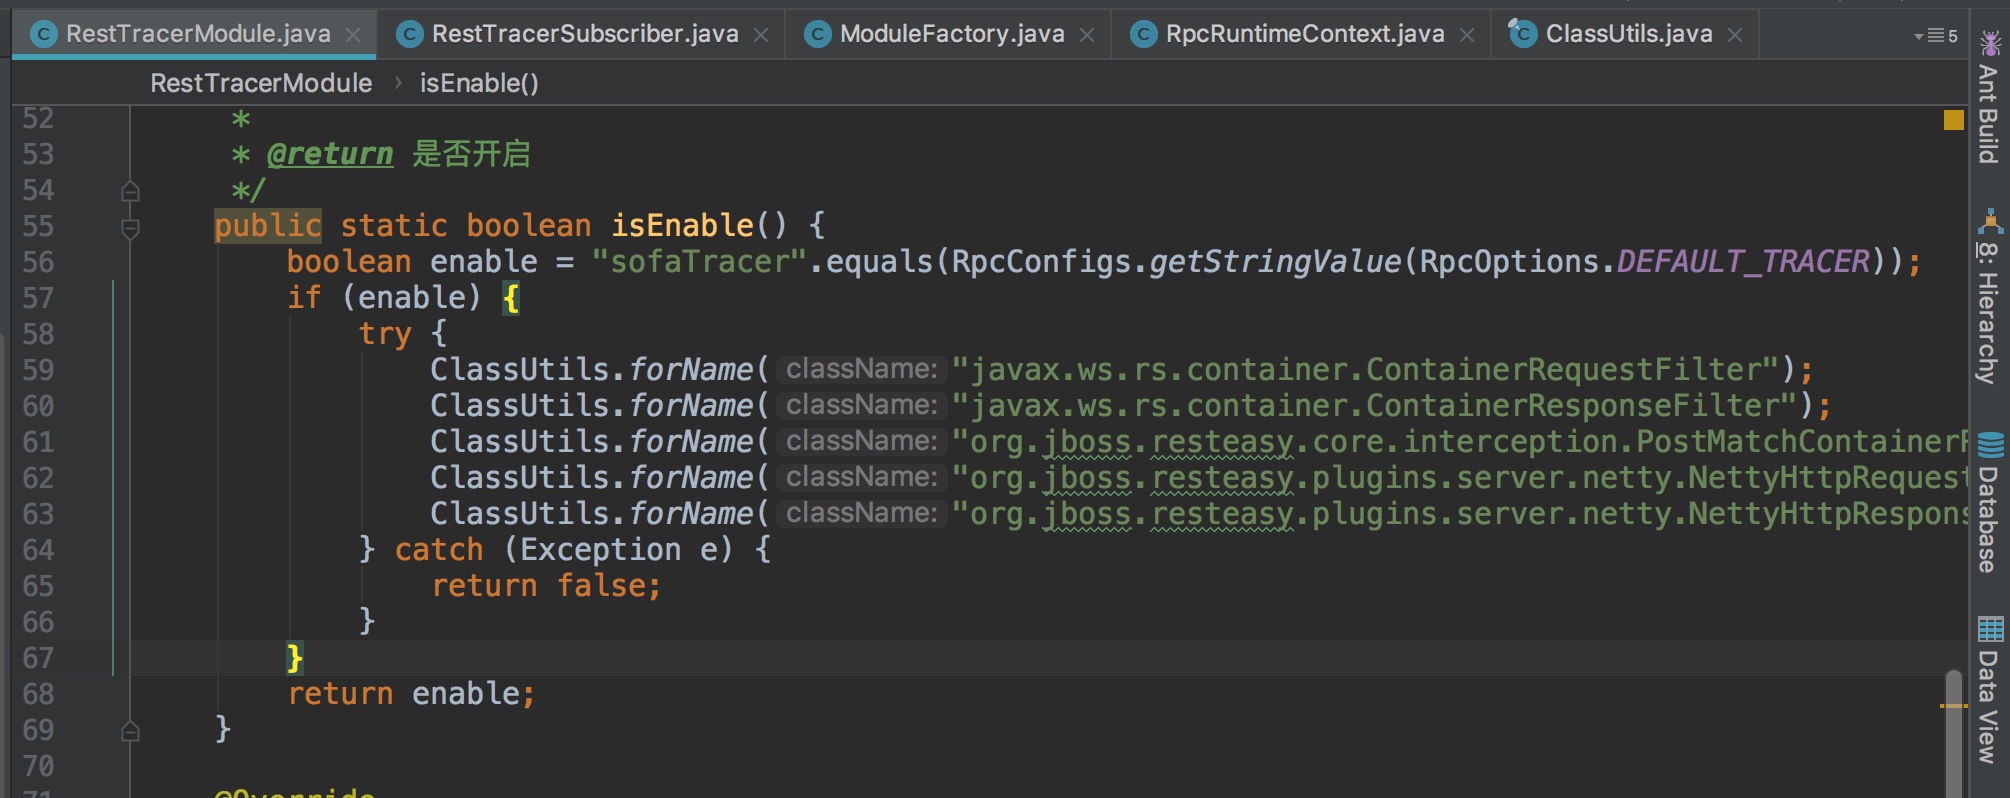 RestTracerModule.java RestTracerSubscriber.java ModuleFactory.java RpcRuntimeContext.java ClassUtils.java 5
RestTracerModule › isEnable()
52 *
53 * @return 是否开启
54 */
55 public static boolean isEnable() {
56 boolean enable = "sofaTracer".equals(RpcConfigs.getStringValue(RpcOptions.DEFAULT_TRACER));
57 if (enable) {
58 try {
59 ClassUtils.forName( className: "javax.ws.rs.container.ContainerRequestFilter");
60 ClassUtils.forName( className: "javax.ws.rs.container.ContainerResponseFilter");
61 ClassUtils.forName( className: "org.jboss.resteasy.core.interception.PostMatchContainer
62 ClassUtils.forName( className: "org.jboss.resteasy.plugins.server.netty.NettyHttpRequest
63 ClassUtils.forName( className: "org.jboss.resteasy.plugins.server.netty.NettyHttpRespons
64 } catch (Exception e) {
65 return false;
66 }
67 }
68 return enable;
69 }
70
71 @Override
Ant Build
8: Hierarchy
Database
Data View